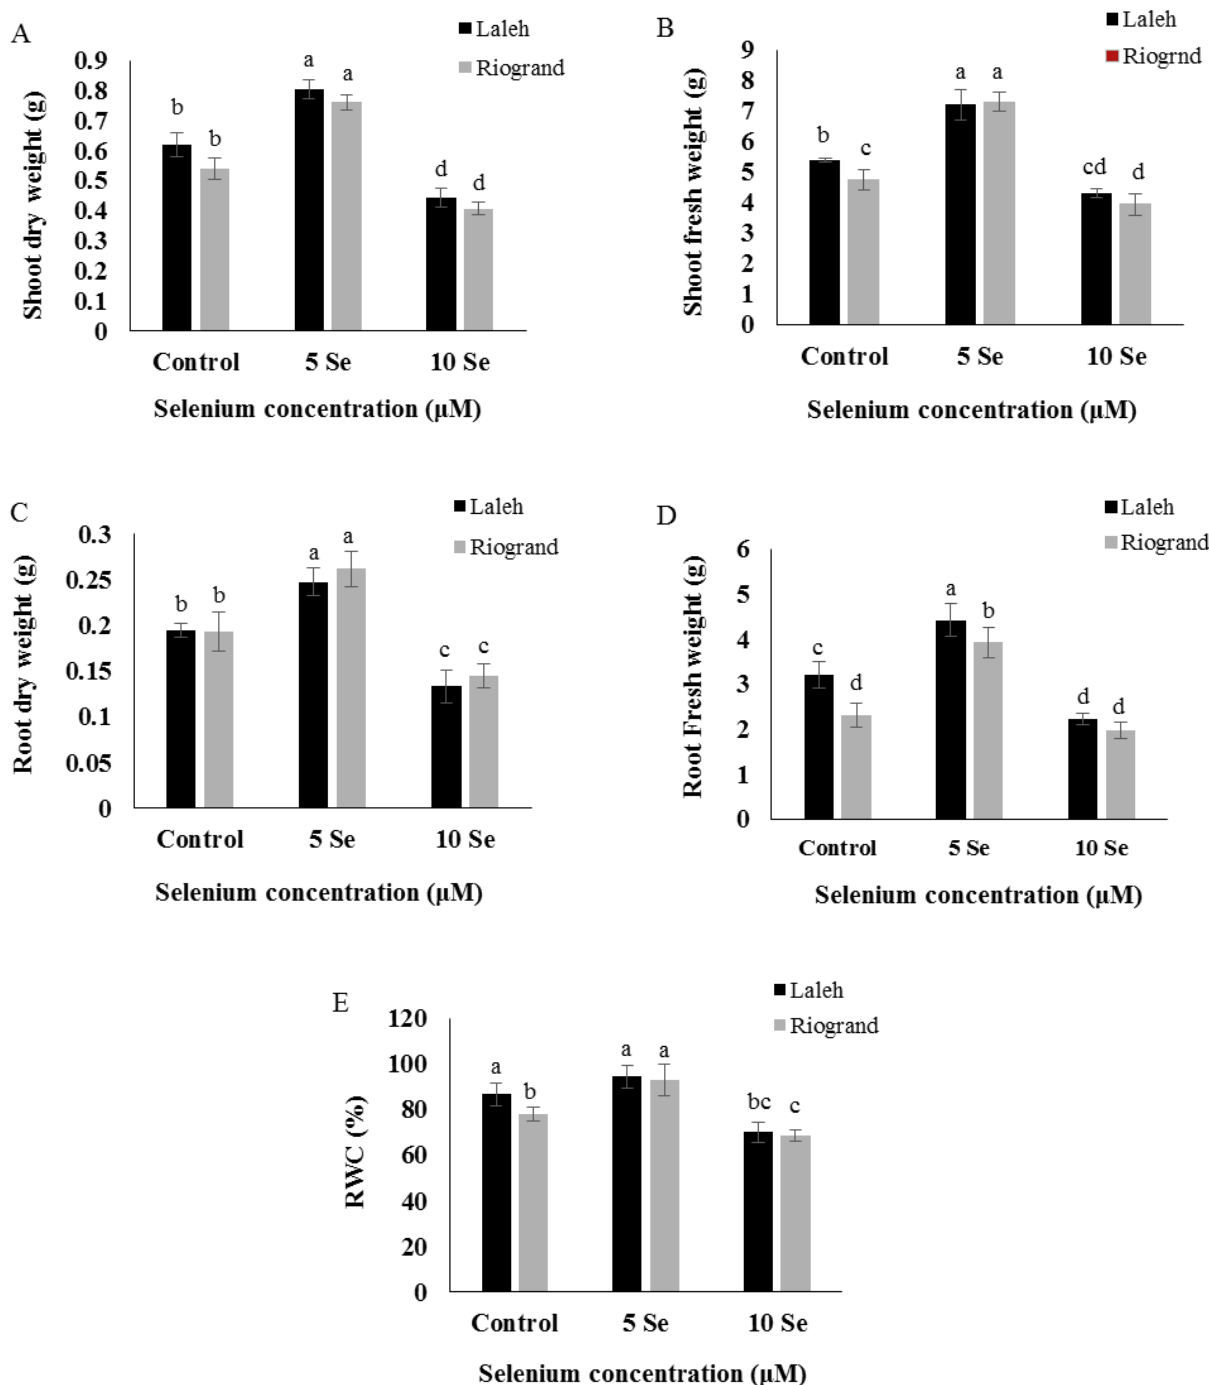 A
Laleh
Riogrand
Shoot dry weight (g)
0.9
0.8
0.7
0.6
0.5
0.4
0.3
0.2
0.1
0
b
b
a
a
d
d
Control
5 Se
10 Se
Selenium concentration (μM)
B
Laleh
Riogrnd
Shoot fresh weight (g)
9
8
7
6
5
4
3
2
1
0
b
c
a
a
cd
d
Control
5 Se
10 Se
Selenium concentration (μM)
C
Laleh
Riogrand
Root dry weight (g)
0.3
0.25
0.2
0.15
0.1
0.05
0
b
b
a
a
c
c
Control
5 Se
10 Se
Selenium concentration (μM)
D
Laleh
Riogrand
Root Fresh weight (g)
6
5
4
3
2
1
0
c
d
a
b
d
d
Control
5 Se
10 Se
Selenium concentration (μM)
E
Laleh
Riogrand
RWC (%)
120
100
80
60
40
20
0
a
b
a
a
bc
c
Control
5 Se
10 Se
Selenium concentration (μM)